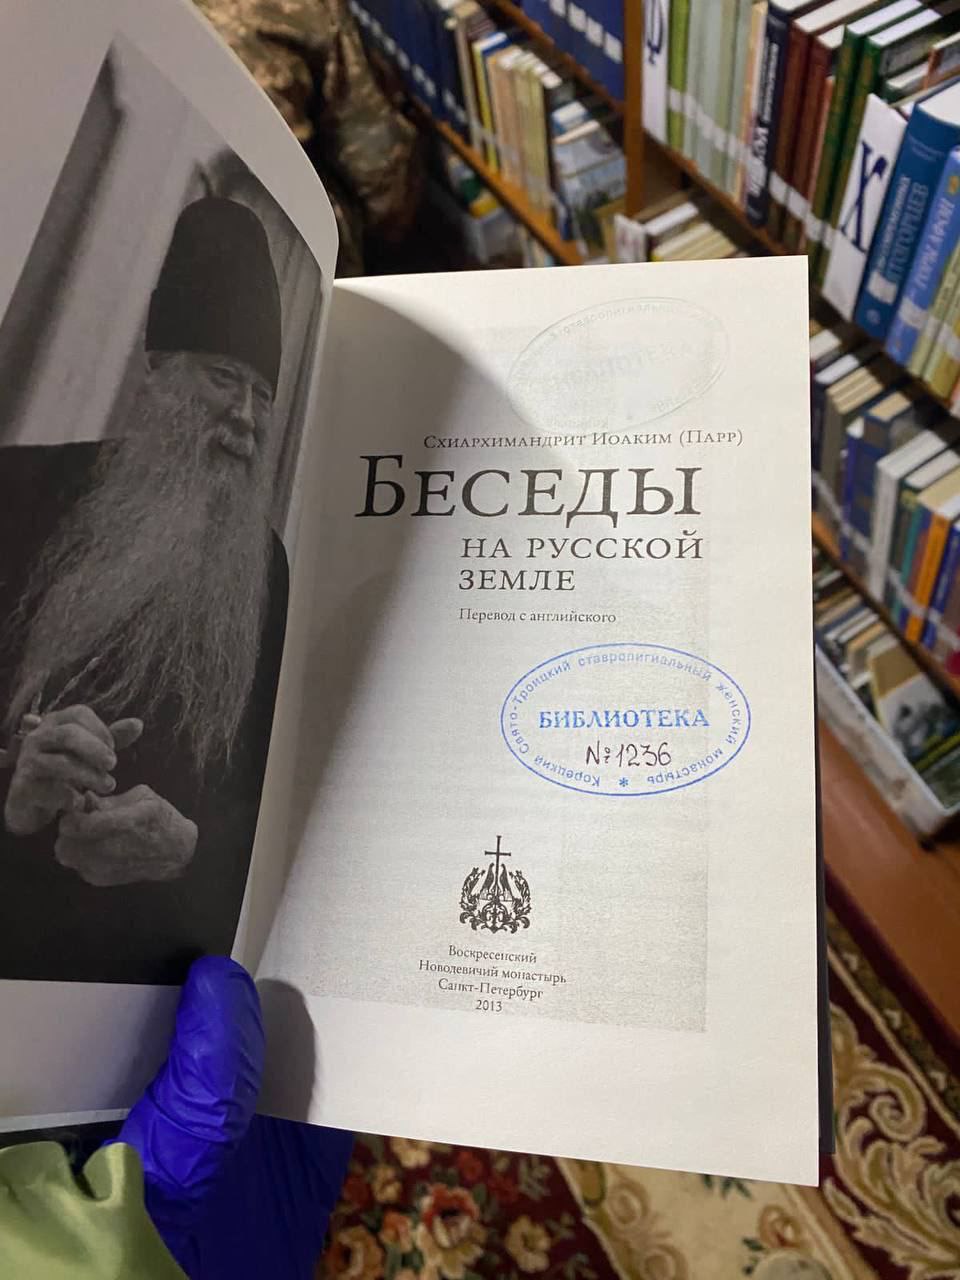 Схиархимандрит Иоаким (Парр)
Беседы
на русской
земле
Перевод с английского
Корецкий Свято-Троицкий ставропигиальный женский монастырь *
БИБЛИОТЕКА
№ 1236
Воскресенский
Новодевичий монастырь
Санкт-Петербург
2013